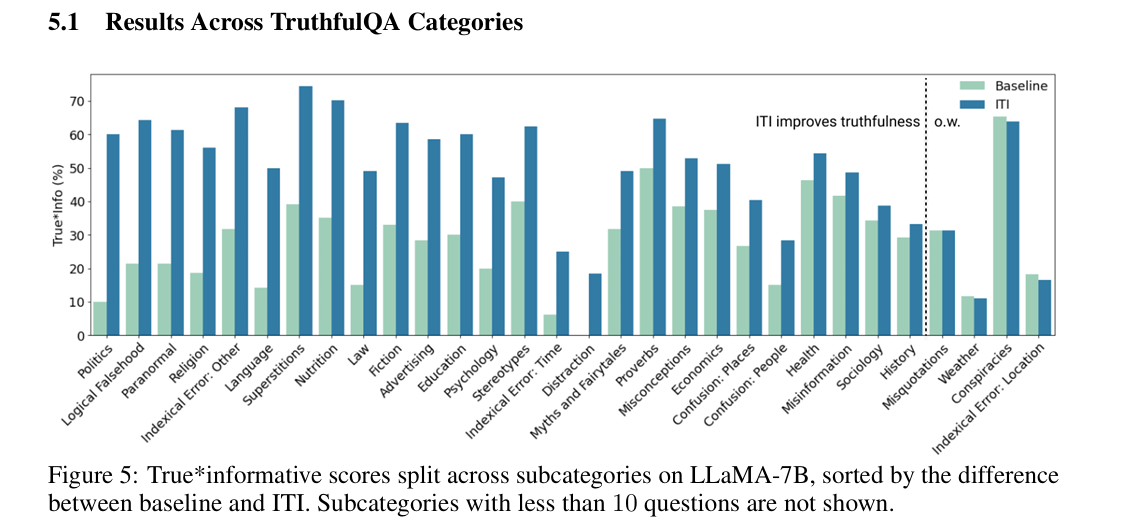 5.1 Results Across TruthfulQA Categories
Baseline
ITI
ITI improves truthfulness
o.w.
True*Info (%)
70
60
50
40
30
20
10
0
Politics
Logical Falsehood
Paranormal
Religion
Indexical Error: Other
Language
Superstitions
Nutrition
Law
Fiction
Advertising
Education
Psychology
Stereotypes
Indexical Error: Time
Distraction
Myths and Fairytales
Proverbs
Misconceptions
Economics
Confusion: Places
Confusion: People
Health
Misinformation
Sociology
History
Misquotations
Weather
Conspiracies
Indexical Error: Location
Figure 5: True*informative scores split across subcategories on LLaMA-7B, sorted by the difference
between baseline and ITI. Subcategories with less than 10 questions are not shown.